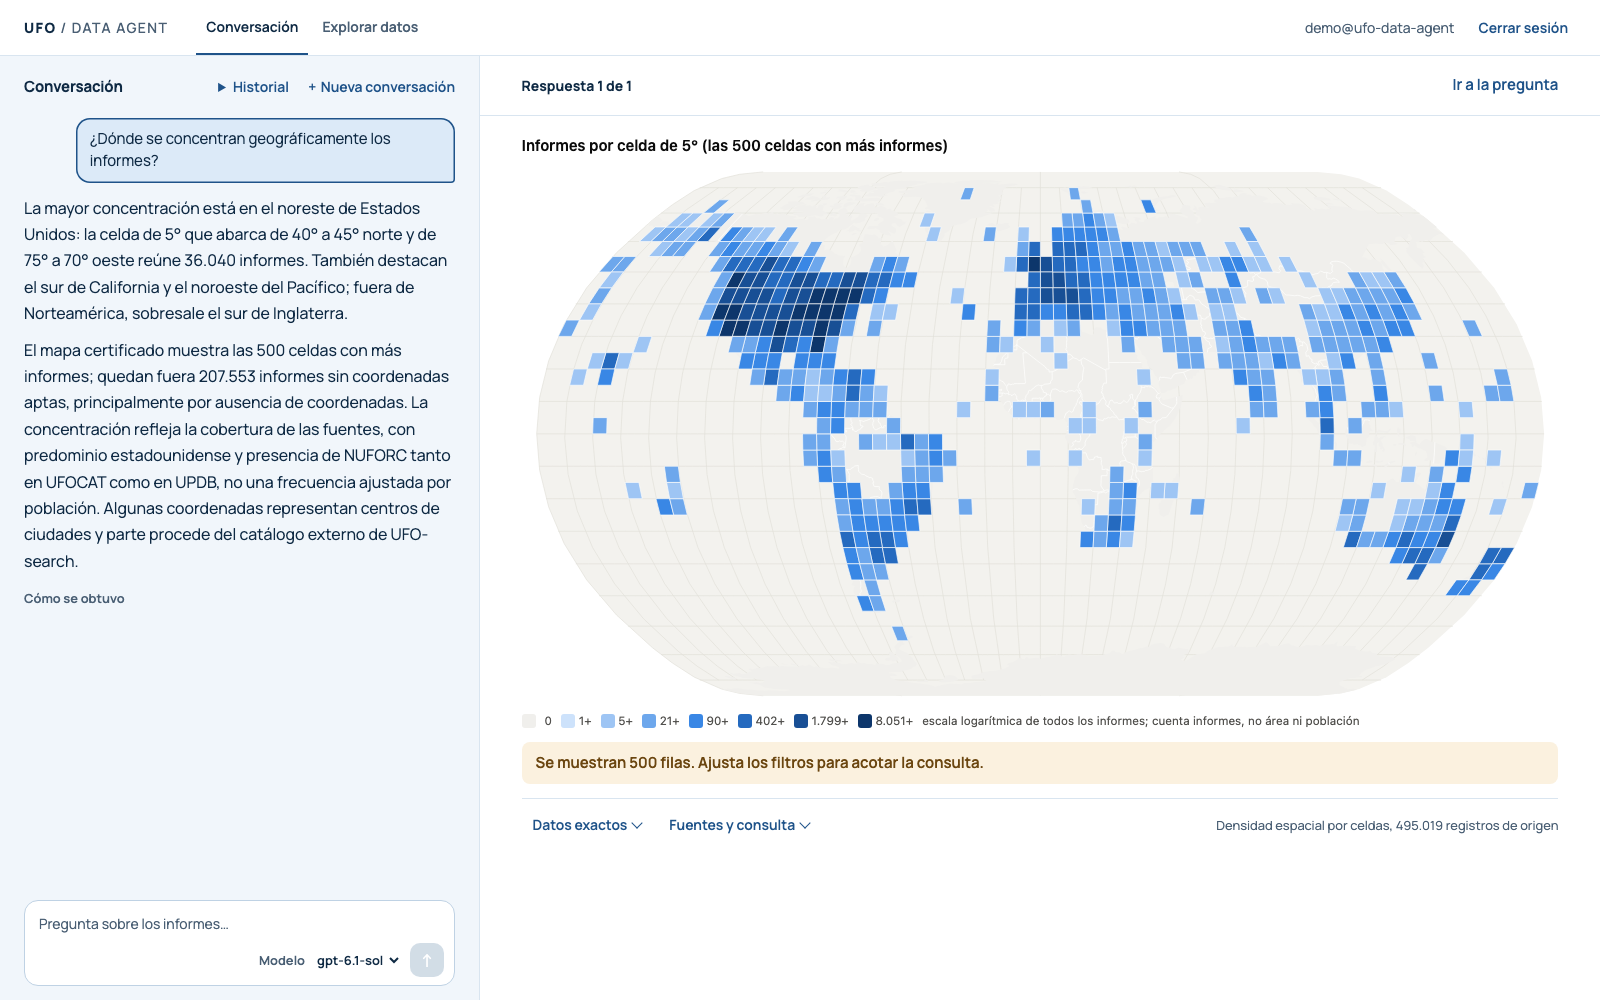 UFO / DATA AGENT
Conversación
Explorar datos
demo@ufo-data-agent
Cerrar sesión
Conversación
Historial
+ Nueva conversación
¿Dónde se concentran geográficamente los
informes?
La mayor concentración está en el noreste de Estados
Unidos: la celda de 5° que abarca de 40° a 45° norte y de
75° a 70° oeste reúne 36.040 informes. También destacan
el sur de California y el noroeste del Pacífico; fuera de
Norteamérica, sobresale el sur de Inglaterra.
El mapa certificado muestra las 500 celdas con más
informes; quedan fuera 207.553 informes sin coordenadas
aptas, principalmente por ausencia de coordenadas. La
concentración refleja la cobertura de las fuentes, con
predominio estadounidense y presencia de NUFORC tanto
en UFOCAT como en UPDB, no una frecuencia ajustada por
población. Algunas coordenadas representan centros de
ciudades y parte procede del catálogo externo de UFO-
search.
Cómo se obtuvo
Pregunta sobre los informes…
Modelo gpt-6.1-sol
Respuesta 1 de 1
Ir a la pregunta
Informes por celda de 5° (las 500 celdas con más informes)
0 1+ 5+ 21+ 90+ 402+ 1.799+ 8.051+ escala logarítmica de todos los informes; cuenta informes, no área ni población
Se muestran 500 filas. Ajusta los filtros para acotar la consulta.
Datos exactos
Fuentes y consulta
Densidad espacial por celdas, 495.019 registros de origen